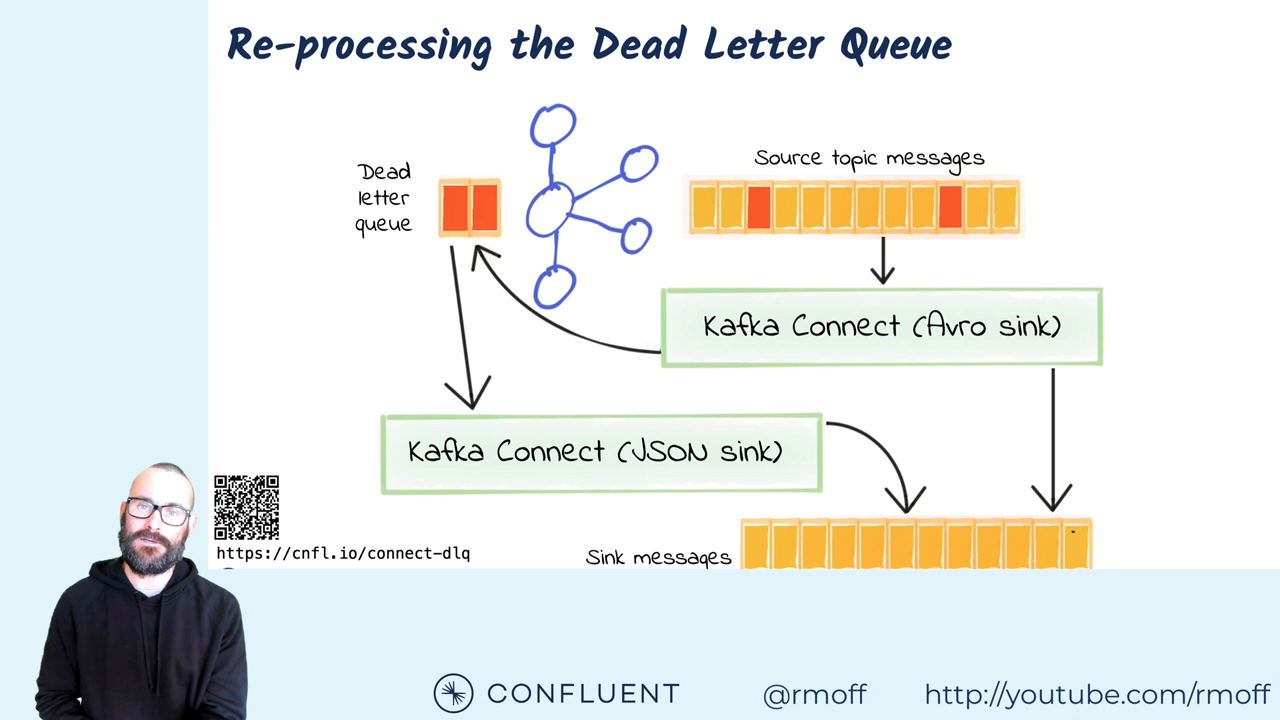 Re-processing the Dead Letter Queue
Dead
letter
queue
Source topic messages
Kafka Connect (Avro sink)
Kafka Connect (JSON sink)
https://cnfl.io/connect-dlq
Sink messages
CONFLUENT
@rmoff
http://youtube.com/rmoff